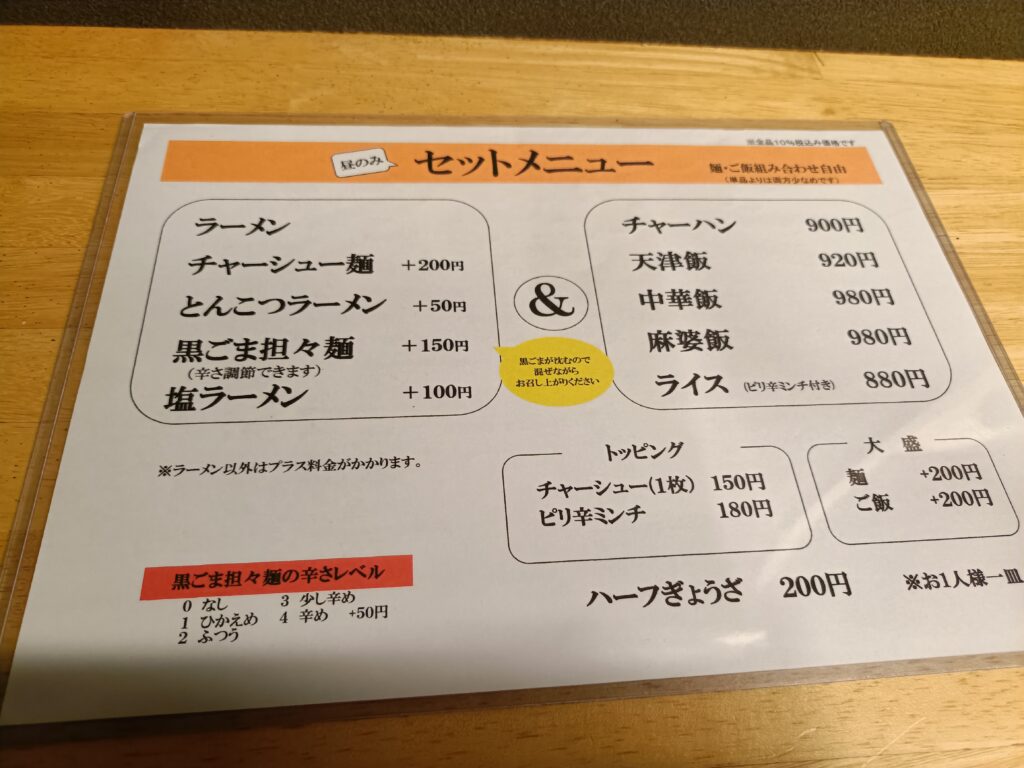 ※全品10%税込み価格です
昼のみ
セットメニュー
麺・ご飯組み合わせ自由
(単品よりは両方少なめです)
ラーメン
チャーシュー麺 +200円
とんこつラーメン +50円
黒ごま担々麺 +150円
(辛さ調節できます)
塩ラーメン +100円
&
黒ごまが沈むので
混ぜながら
お召し上がりください
チャーハン 900円
天津飯 920円
中華飯 980円
麻婆飯 980円
ライス (ピリ辛ミンチ付き) 880円
※ラーメン以外はプラス料金がかかります。
トッピング
チャーシュー(1枚) 150円
ピリ辛ミンチ 180円
大盛
麺 +200円
ご飯 +200円
黒ごま担々麺の辛さレベル
0 なし 3 少し辛め
1 ひかえめ 4 辛め +50円
2 ふつう
ハーフぎょうざ 200円 ※お1人様一皿